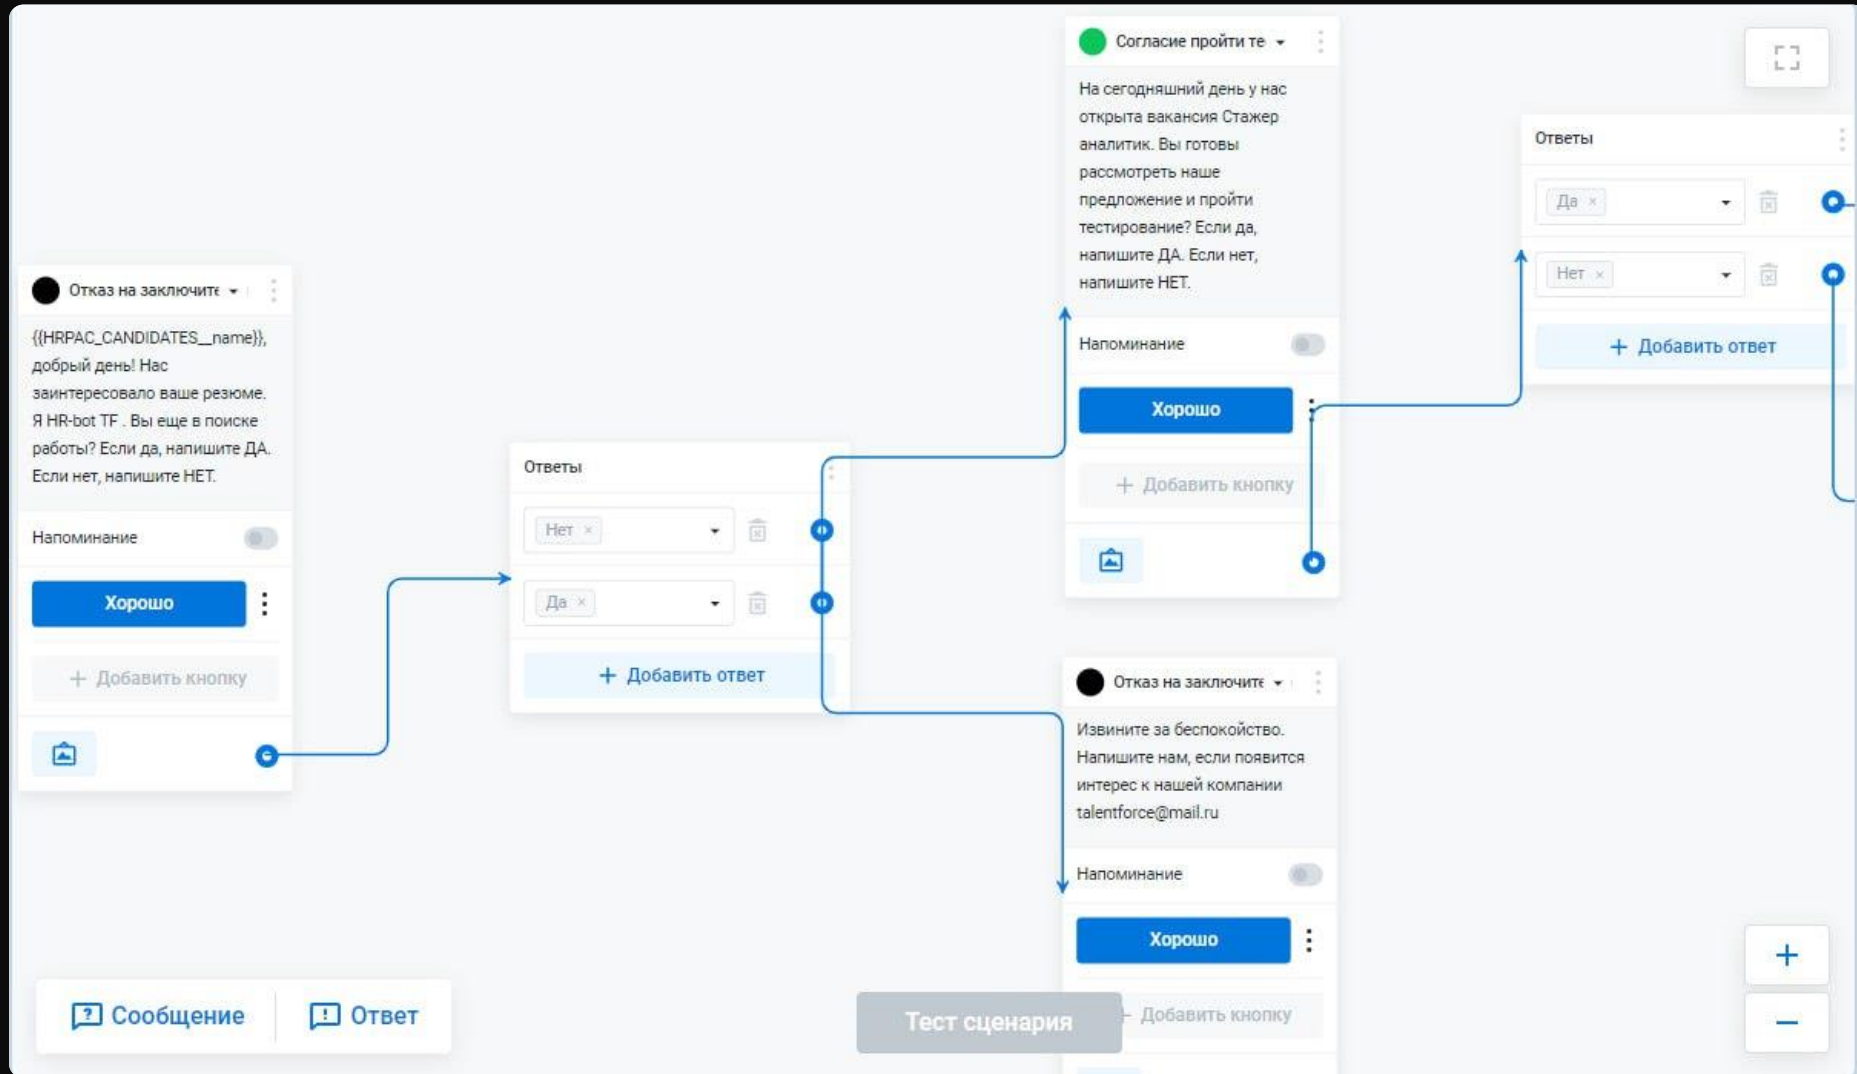 Отказ на заключите
{{HRPAC_CANDIDATES__name}},
добрый день! Нас
заинтересовало ваше резюме.
Я HR-bot TF . Вы еще в поиске
работы? Если да, напишите ДА.
Если нет, напишите НЕТ.
Напоминание
Хорошо
+ Добавить кнопку
Ответы
Нет ×
Да ×
+ Добавить ответ
Согласие пройти те
На сегодняшний день у нас
открыта вакансия Стажер
аналитик. Вы готовы
рассмотреть наше
предложение и пройти
тестирование? Если да,
напишите ДА. Если нет,
напишите НЕТ.
Напоминание
Хорошо
+ Добавить кнопку
Отказ на заключите
Извините за беспокойство.
Напишите нам, если появится
интерес к нашей компании
talentforce@mail.ru
Напоминание
Хорошо
+ Добавить кнопку
Ответы
Да ×
Нет ×
+ Добавить ответ
Сообщение
Ответ
Тест сценария